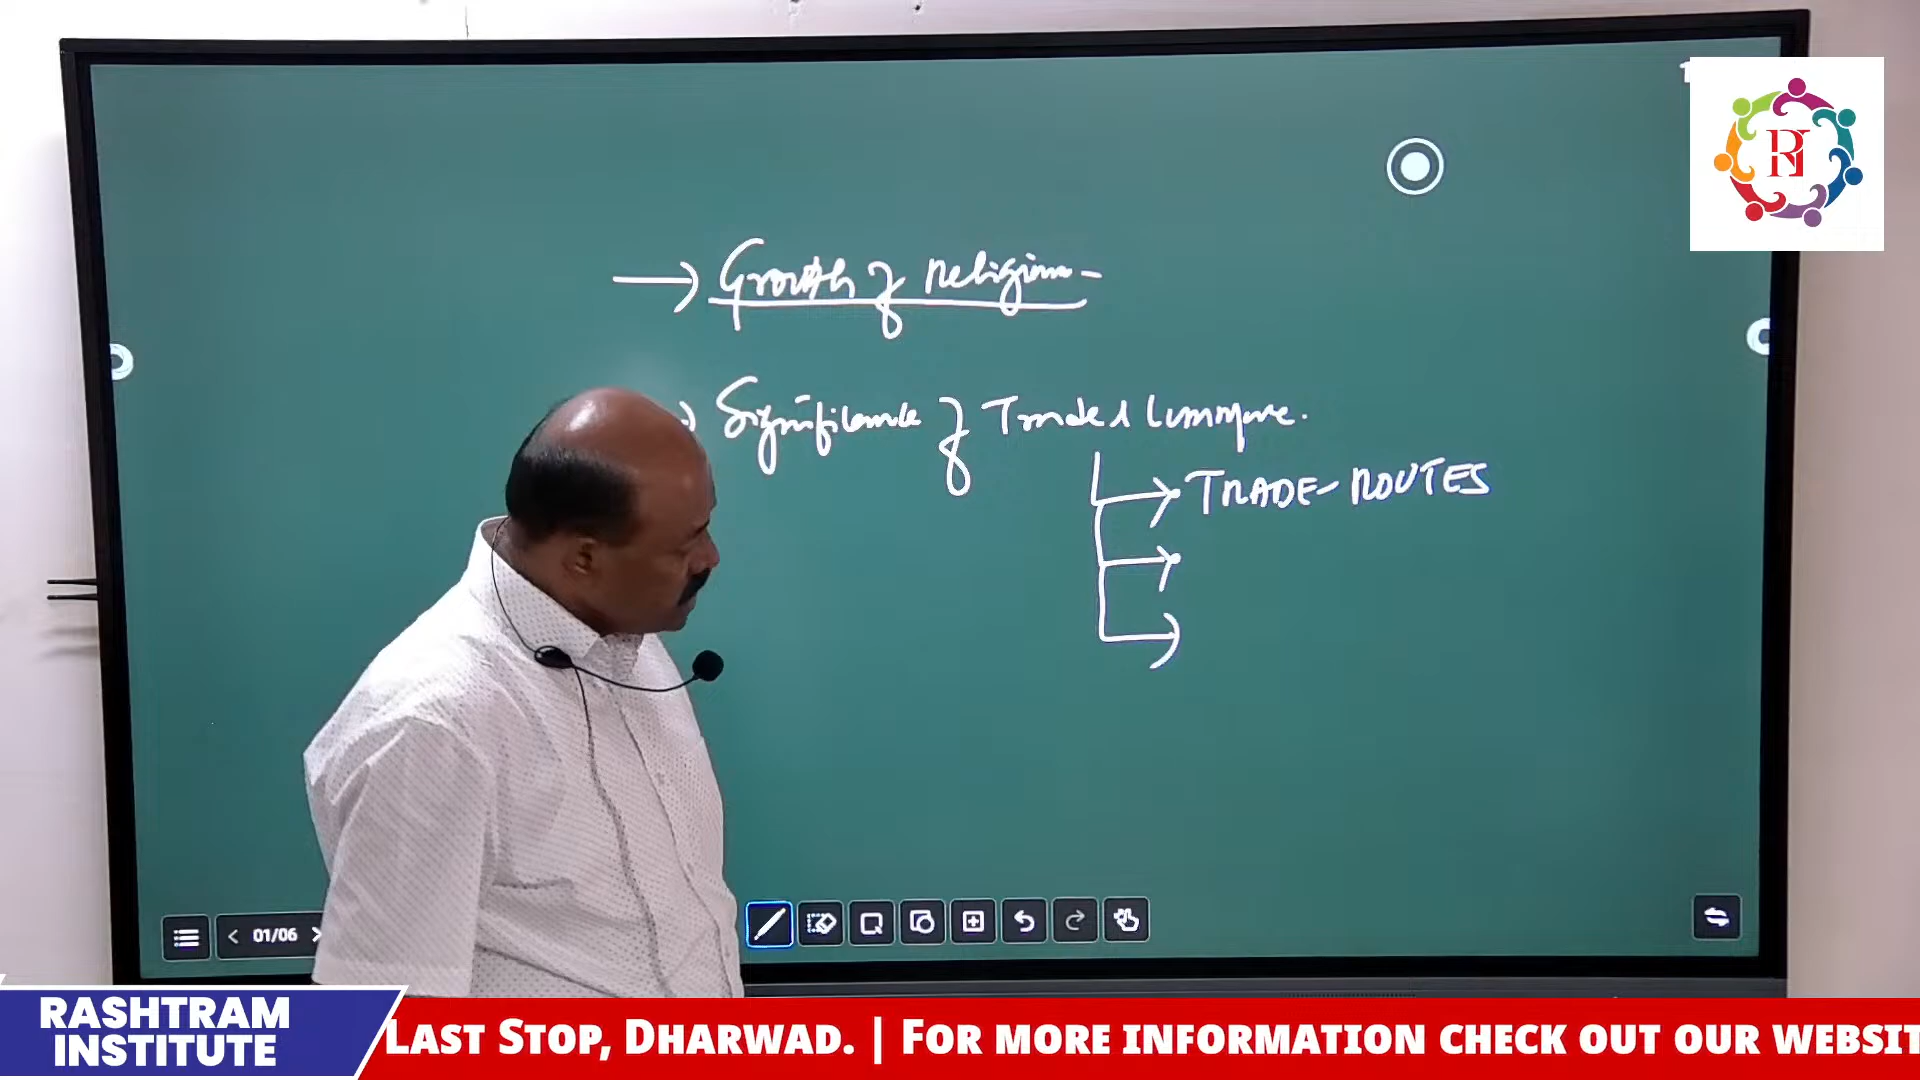 → Growth of Religion -
Significance of Trade & Commerce.
→ TRADE - ROUTES
01/06
RI
RASHTRAM
INSTITUTE
LAST STOP, DHARWAD. | FOR MORE INFORMATION CHECK OUT OUR WEBSIT